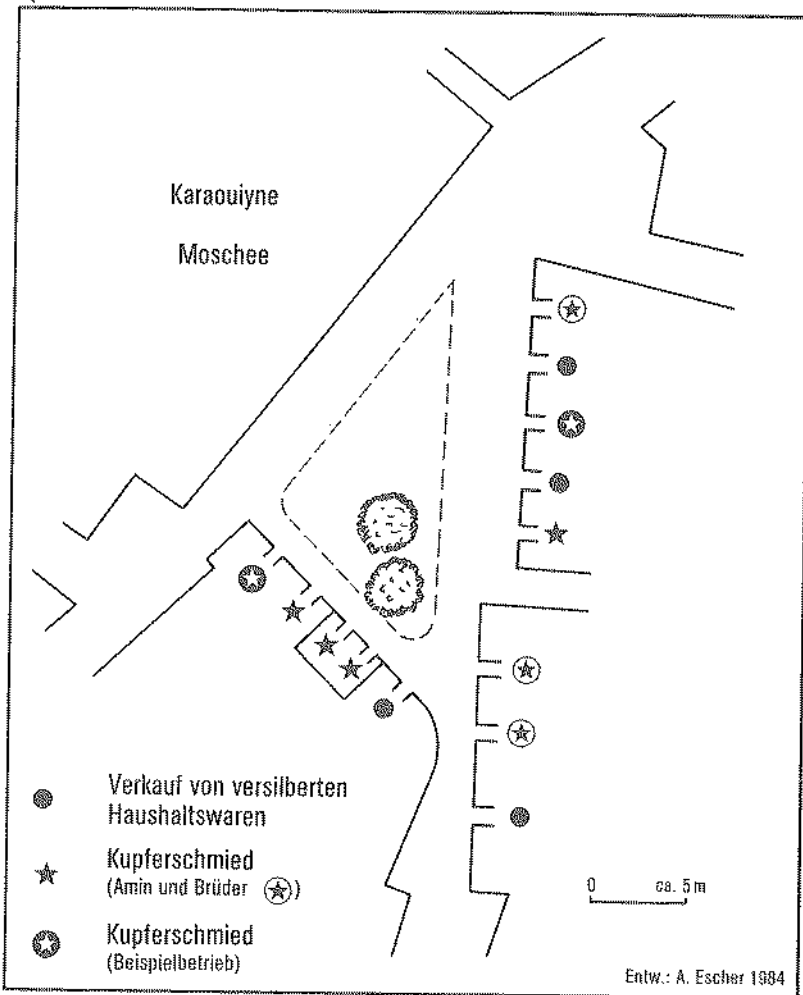 Karaouiyne
Moschee
Verkauf von versilberten
Haushaltswaren
Kupferschmied
(Amin und Brüder )
Kupferschmied
(Beispielbetrieb)
0 ca. 5 m
Entw.: A. Escher 1984